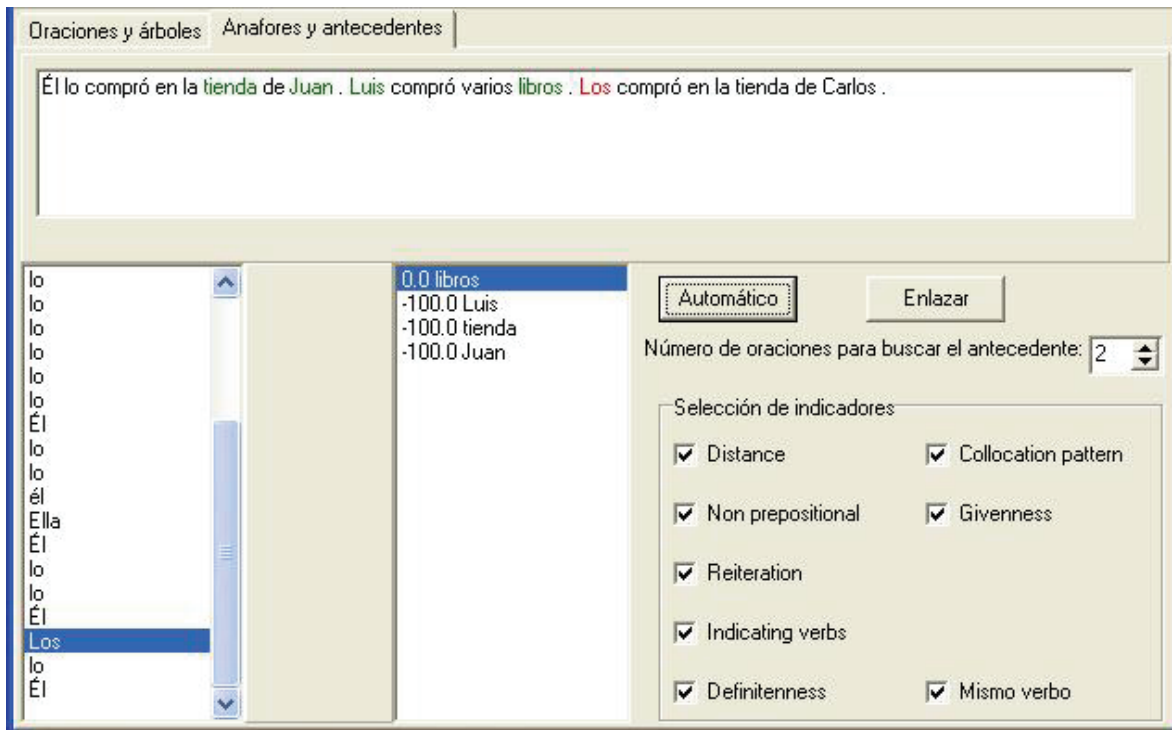 Oraciones y árboles
Anafores y antecedentes
Él lo compró en la tienda de Juan . Luis compró varios libros . Los compró en la tienda de Carlos .
lo
lo
lo
lo
lo
lo
Él
lo
lo
él
Ella
Él
lo
lo
Él
Los
lo
Él
0.0 libros
-100.0 Luis
-100.0 tienda
-100.0 Juan
Automático
Enlazar
Número de oraciones para buscar el antecedente: 2
Selección de indicadores
Distance
Collocation pattern
Non prepositional
Givenness
Reiteration
Indicating verbs
Definitenness
Mismo verbo